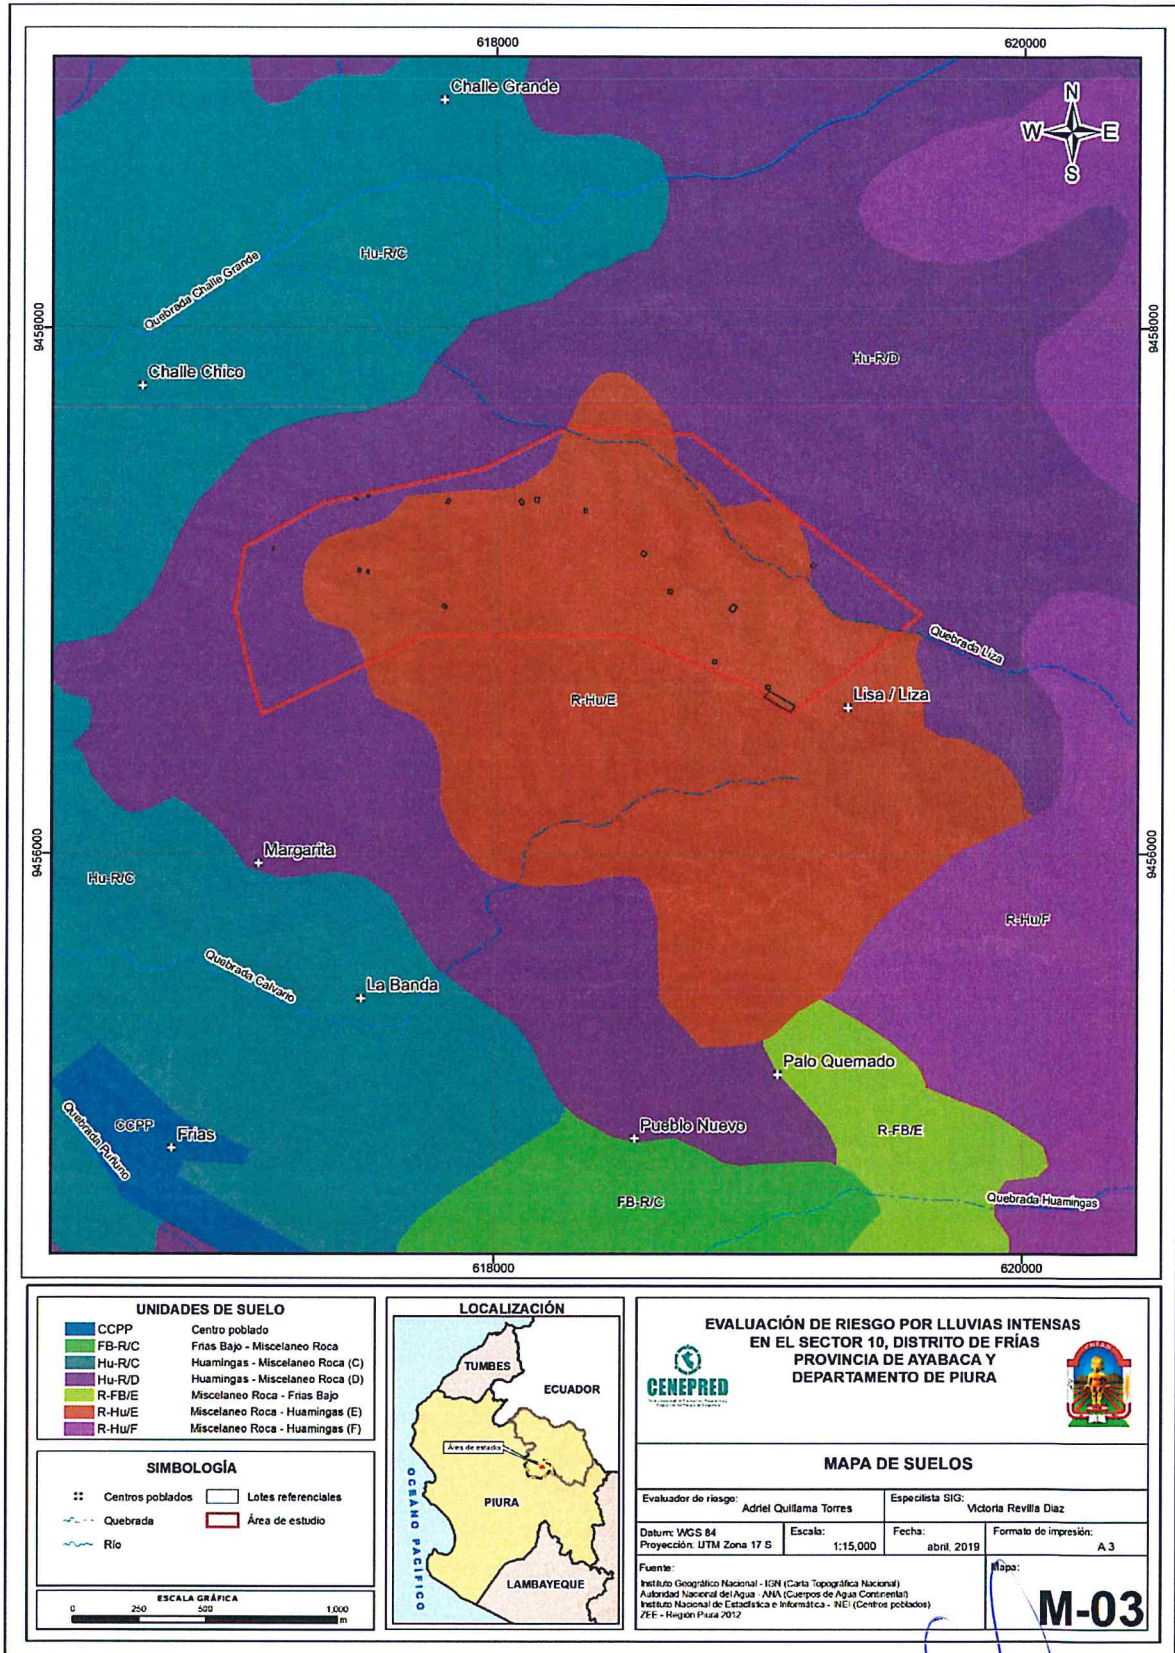 618000
620000
Challe Grande
N
W
E
S
Hu-R/C
Quebrada Challe Grande
9458000
9458000
Challe Chico
Hu-R/D
Quebrada Liza
Lisa / Liza
R-Hu/E
Margarita
9456000
9456000
Hu-R/C
R-Hu/F
Quebrada Calvario
La Banda
Palo Quemado
CCPP
Frias
Quebrada Puñuno
Pueblo Nuevo
R-FB/E
FB-R/C
Quebrada Huamingas
618000
620000
UNIDADES DE SUELO
CCPP Centro poblado
FB-R/C Frias Bajo - Miscelaneo Roca
Hu-R/C Huamingas - Miscelaneo Roca (C)
Hu-R/D Huamingas - Miscelaneo Roca (D)
R-FB/E Miscelaneo Roca - Frias Bajo
R-Hu/E Miscelaneo Roca - Huamingas (E)
R-Hu/F Miscelaneo Roca - Huamingas (F)
SIMBOLOGÍA
Centros poblados
Lotes referenciales
Quebrada
Área de estudio
Río
ESCALA GRÁFICA
0 250 500 1,000
m
LOCALIZACIÓN
TUMBES
ECUADOR
Área de estudio
PIURA
OCEANO PACÍFICO
LAMBAYEQUE
EVALUACIÓN DE RIESGO POR LLUVIAS INTENSAS
EN EL SECTOR 10, DISTRITO DE FRÍAS
PROVINCIA DE AYABACA Y
DEPARTAMENTO DE PIURA
CENEPRED
FRIAS
MAPA DE SUELOS
Evaluador de riesgo:
Adriel Quillama Torres
Especilista SIG:
Victoria Revilla Diaz
Datum: WGS 84
Proyección: UTM Zona 17 S
Escala:
1:15,000
Fecha:
abril, 2019
Formato de impresión:
A 3
Fuente:
Instituto Geográfico Nacional - IGN (Carta Topográfica Nacional)
Autoridad Nacional del Agua - ANA (Cuerpos de Agua Continental)
Instituto Nacional de Estadística e Informática - INEI (Centros poblados)
ZEE - Región Piura 2012
Mapa:
M-03